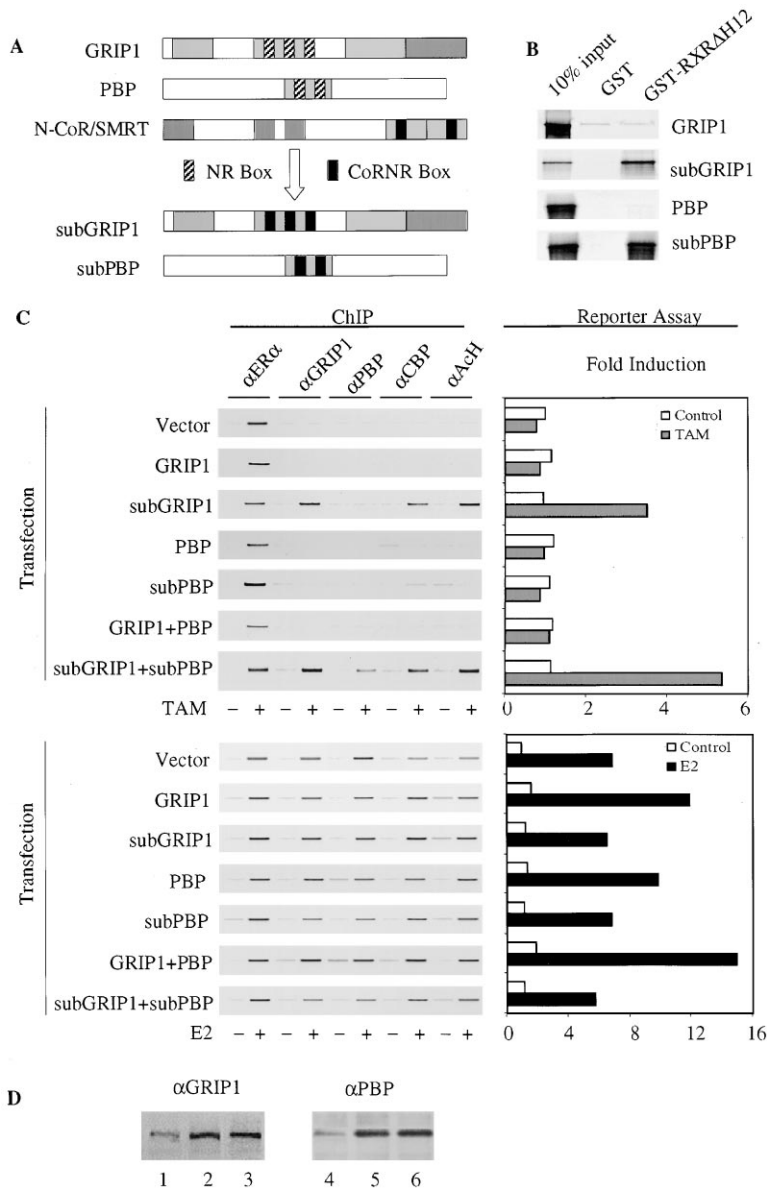 A
GRIP1
PBP
N-CoR/SMRT
NR Box
CoRNR Box
subGRIP1
subPBP
B
10% input
GST
GST-RXRΔH12
GRIP1
subGRIP1
PBP
subPBP
C
ChIP
Reporter Assay
αERα
αGRIP1
αPBP
αCBP
αAcH
Fold Induction
Transfection
Vector
GRIP1
subGRIP1
PBP
subPBP
GRIP1+PBP
subGRIP1+subPBP
TAM − + − + − + − + − +
Control
TAM
0 2 4 6
Transfection
Vector
GRIP1
subGRIP1
PBP
subPBP
GRIP1+PBP
subGRIP1+subPBP
E2 − + − + − + − + − +
Control
E2
0 4 8 12 16
D
αGRIP1
αPBP
1 2 3
4 5 6